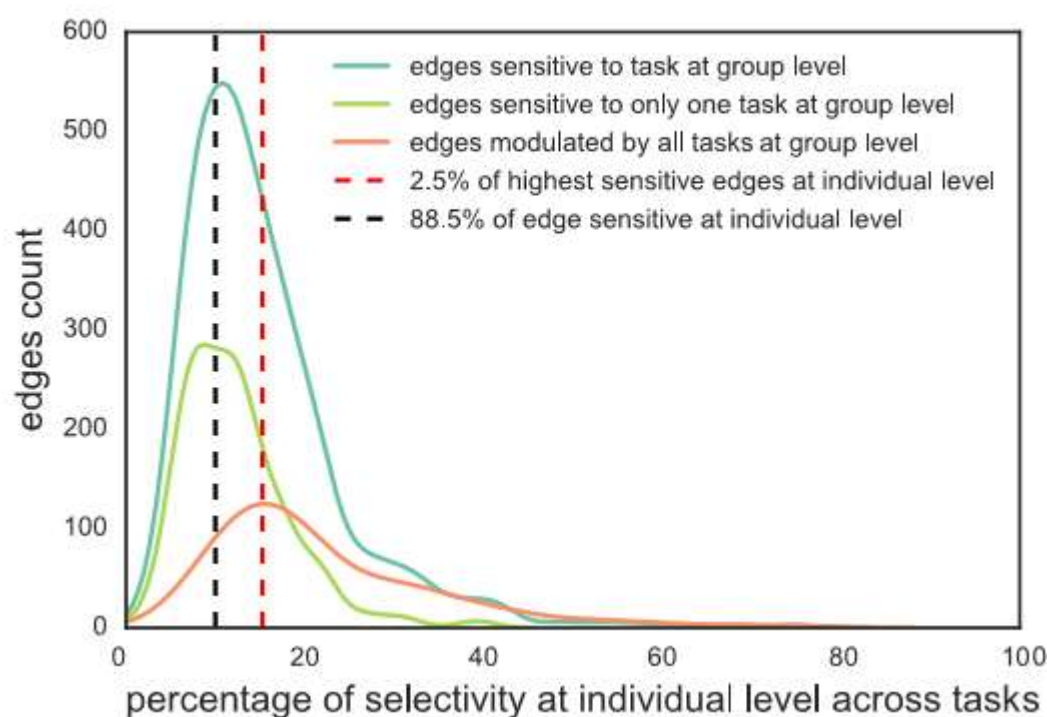 600
500
400
300
200
100
0
edges count
edges sensitive to task at group level
edges sensitive to only one task at group level
edges modulated by all tasks at group level
2.5% of highest sensitive edges at individual level
88.5% of edge sensitive at individual level
0 20 40 60 80 100
percentage of selectivity at individual level across tasks